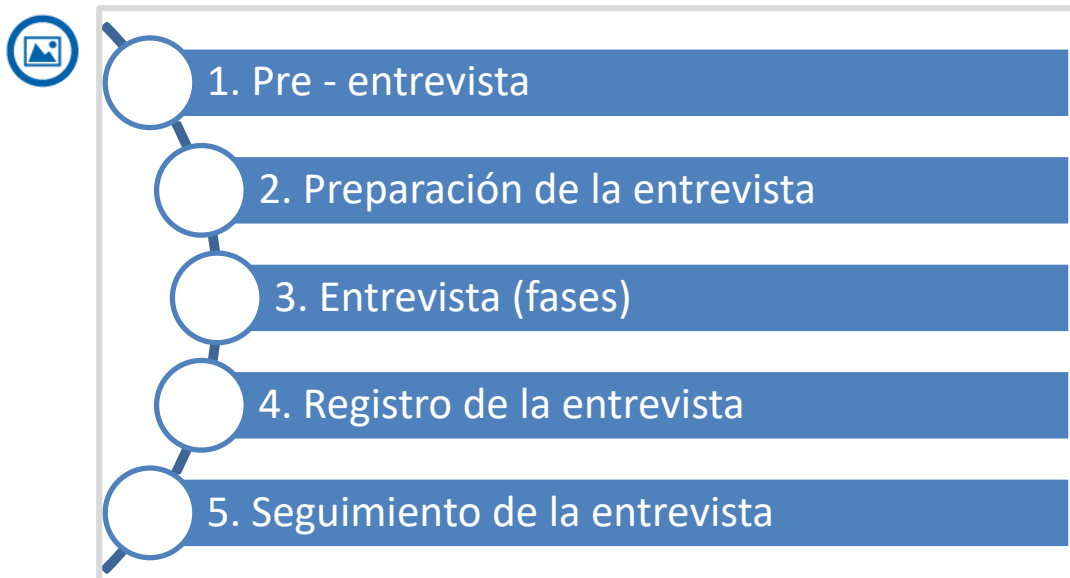 1. Pre - entrevista
2. Preparación de la entrevista
3. Entrevista (fases)
4. Registro de la entrevista
5. Seguimiento de la entrevista